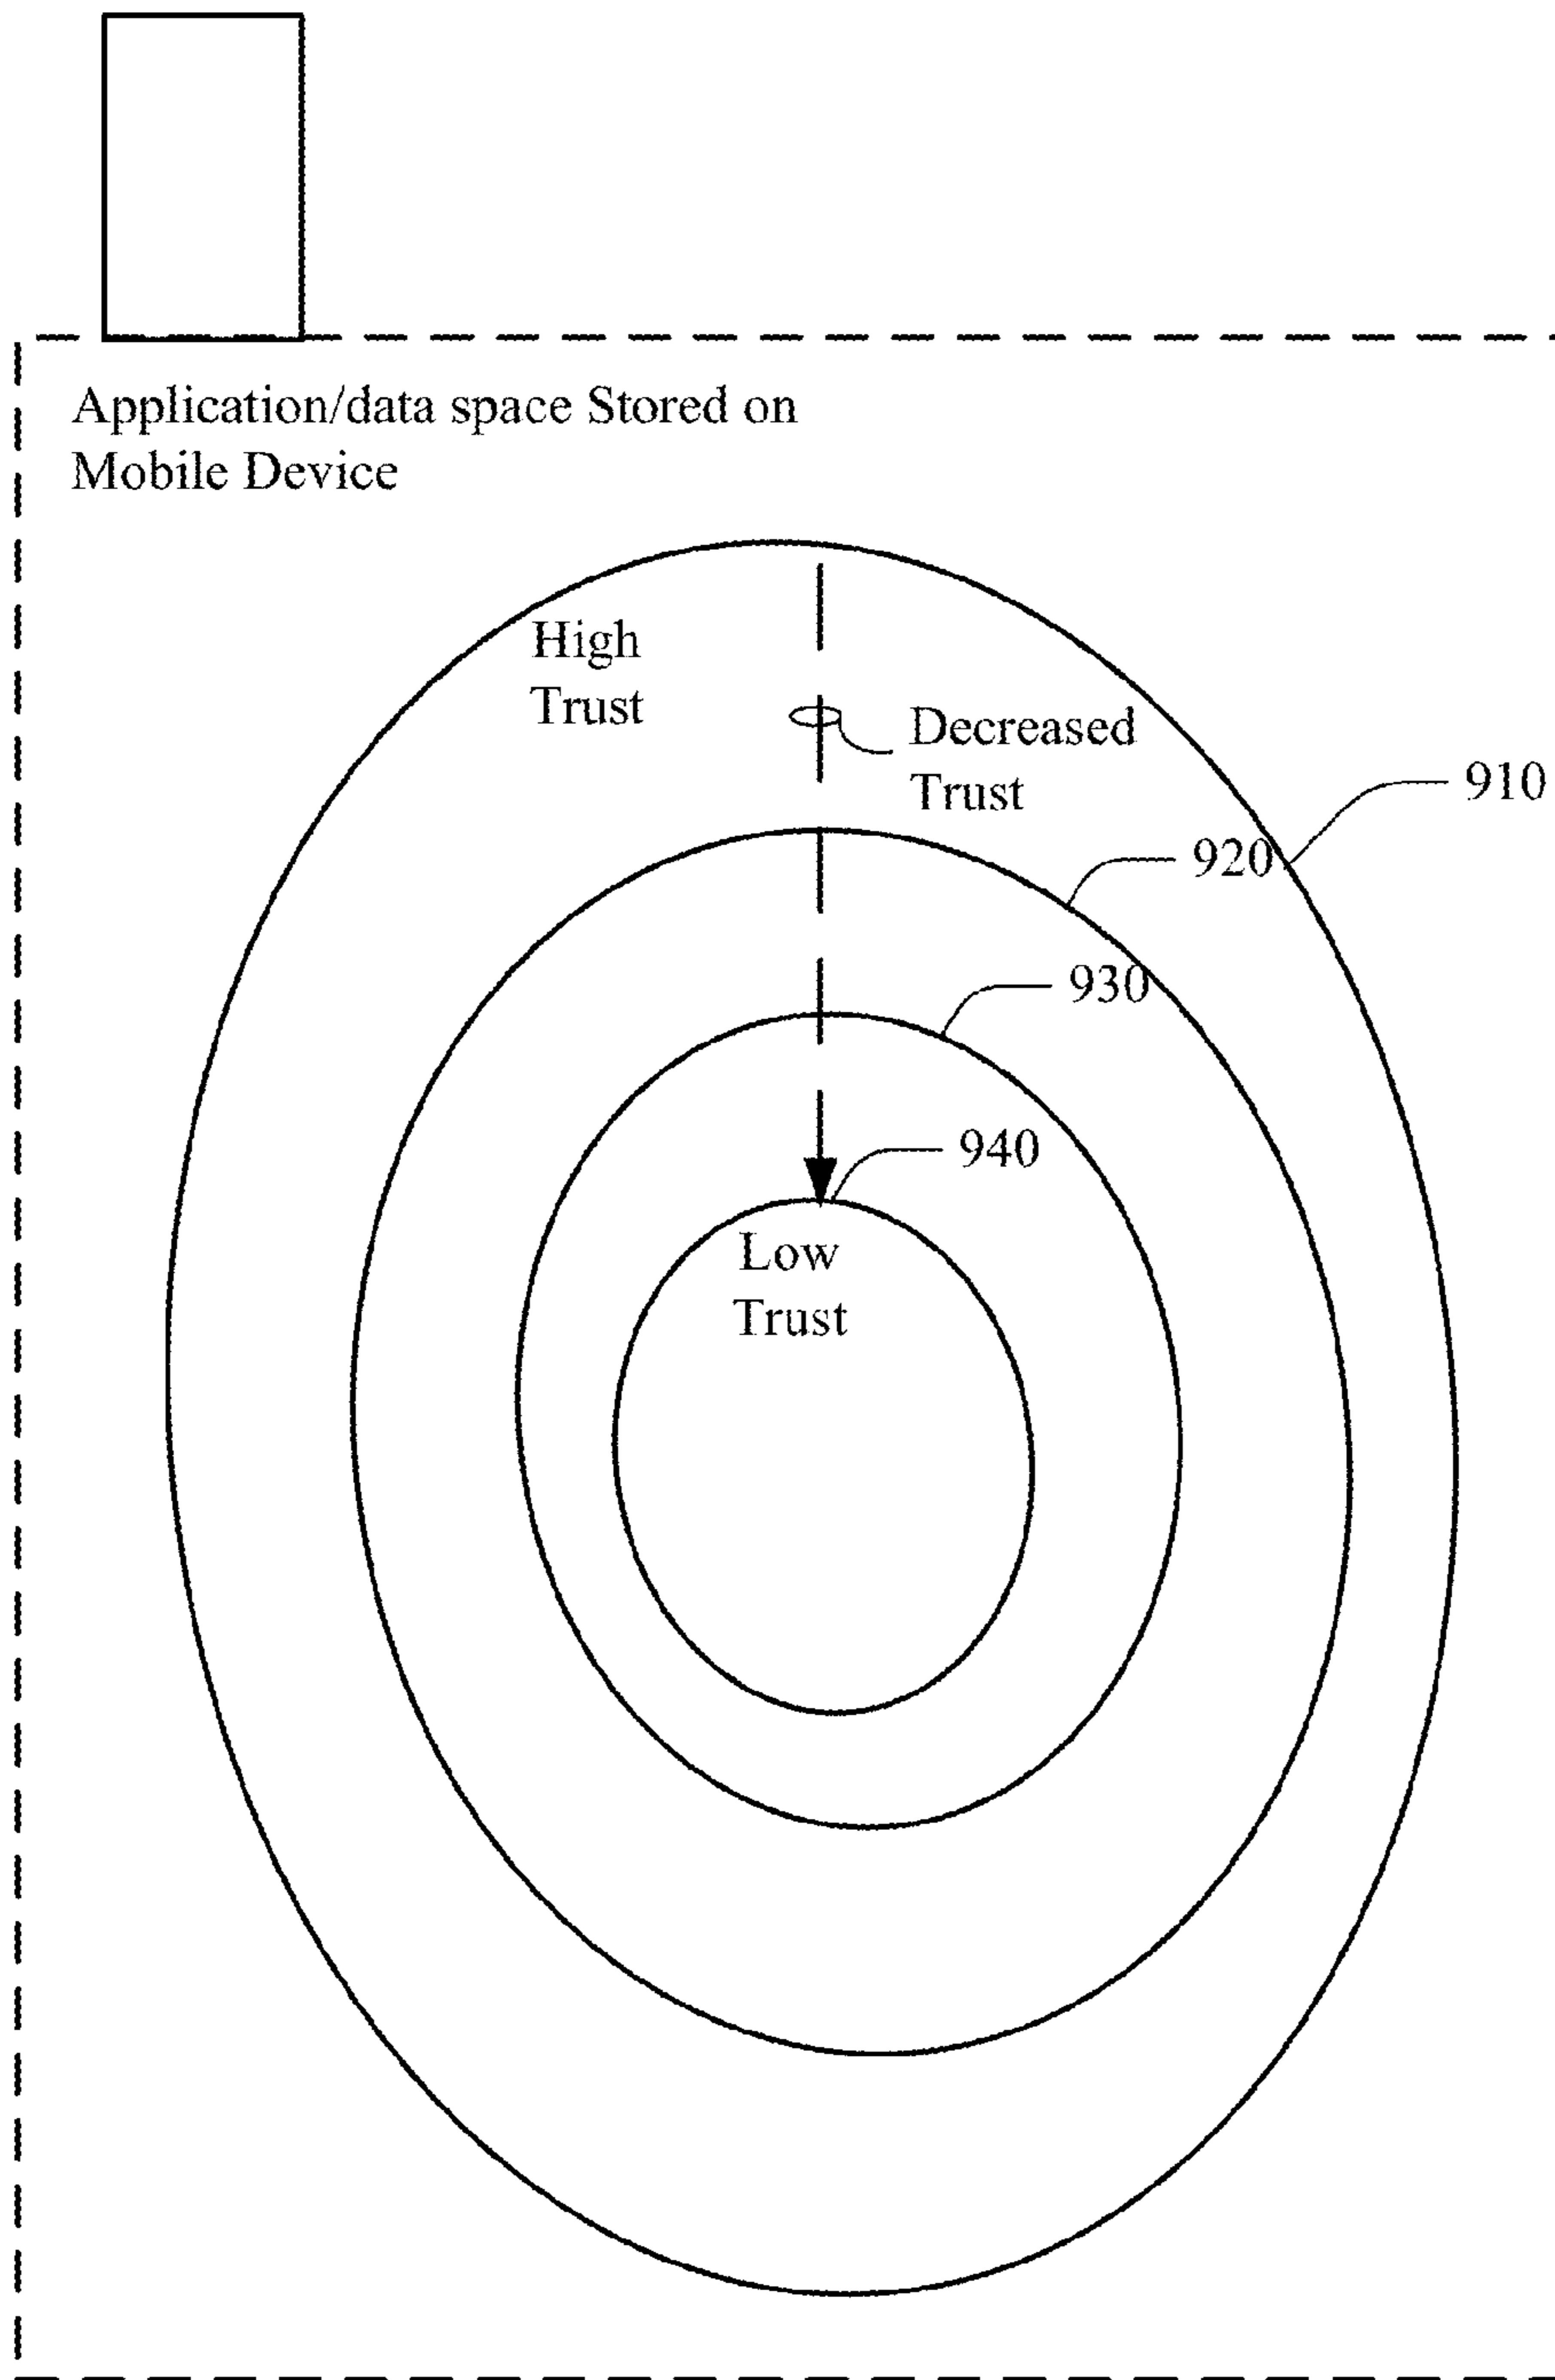 Application/data space Stored on
Mobile Device
High
Trust
Decreased
Trust
910
920
930
940
Low
Trust